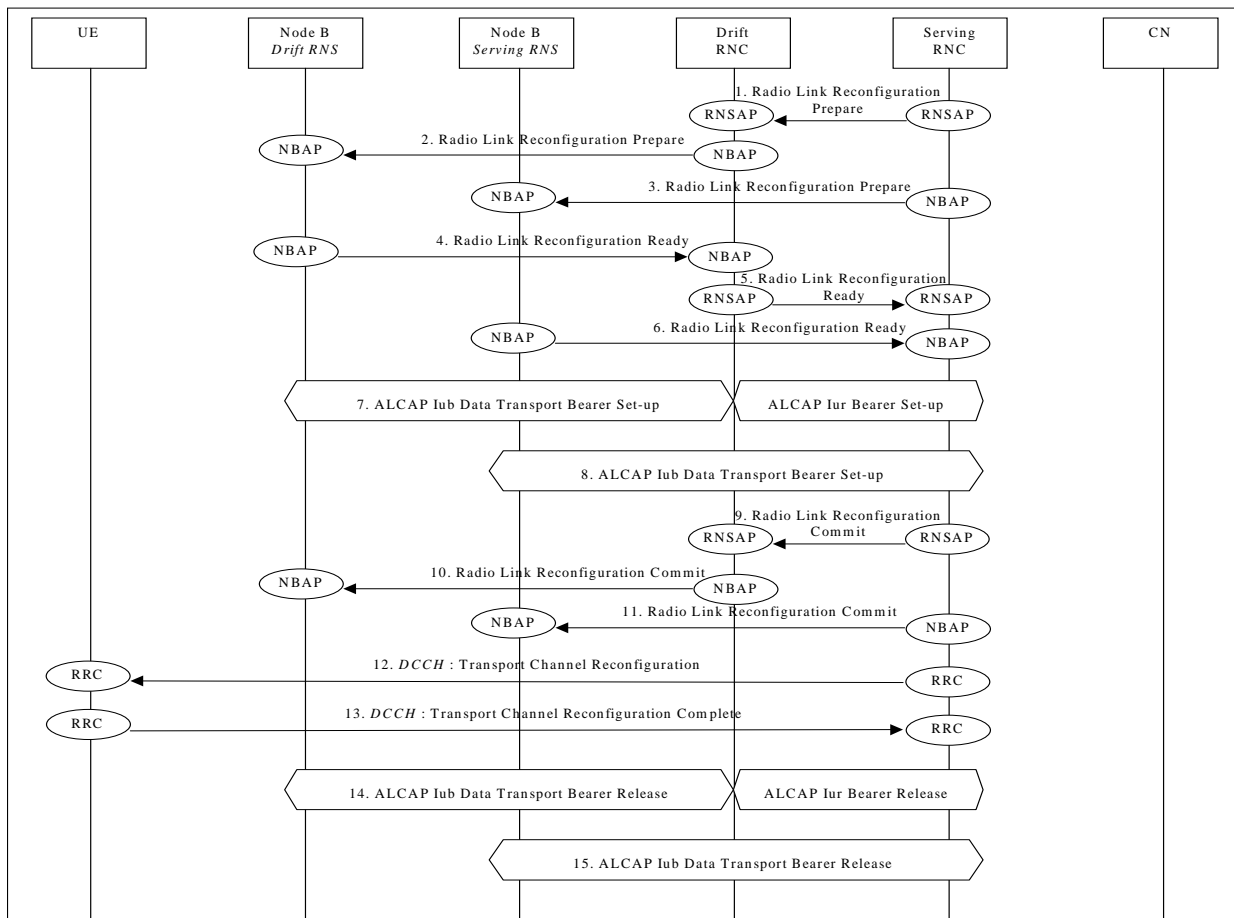 UE
Node B
Drift RNS
Node B
Serving RNS
Drift
RNC
Serving
RNC
CN
1. Radio Link Reconfiguration
Prepare
RNSAP
RNSAP
2. Radio Link Reconfiguration Prepare
NBAP
NBAP
3. Radio Link Reconfiguration Prepare
NBAP
NBAP
4. Radio Link Reconfiguration Ready
NBAP
NBAP
5. Radio Link Reconfiguration
Ready
RNSAP
RNSAP
6. Radio Link Reconfiguration Ready
NBAP
NBAP
7. ALCAP Iub Data Transport Bearer Set-up
ALCAP Iur Bearer Set-up
8. ALCAP Iub Data Transport Bearer Set-up
9. Radio Link Reconfiguration
Commit
RNSAP
RNSAP
10. Radio Link Reconfiguration Commit
NBAP
NBAP
11. Radio Link Reconfiguration Commit
NBAP
NBAP
12. DCCH : Transport Channel Reconfiguration
RRC
RRC
13. DCCH : Transport Channel Reconfiguration Complete
RRC
RRC
14. ALCAP Iub Data Transport Bearer Release
ALCAP Iur Bearer Release
15. ALCAP Iub Data Transport Bearer Release